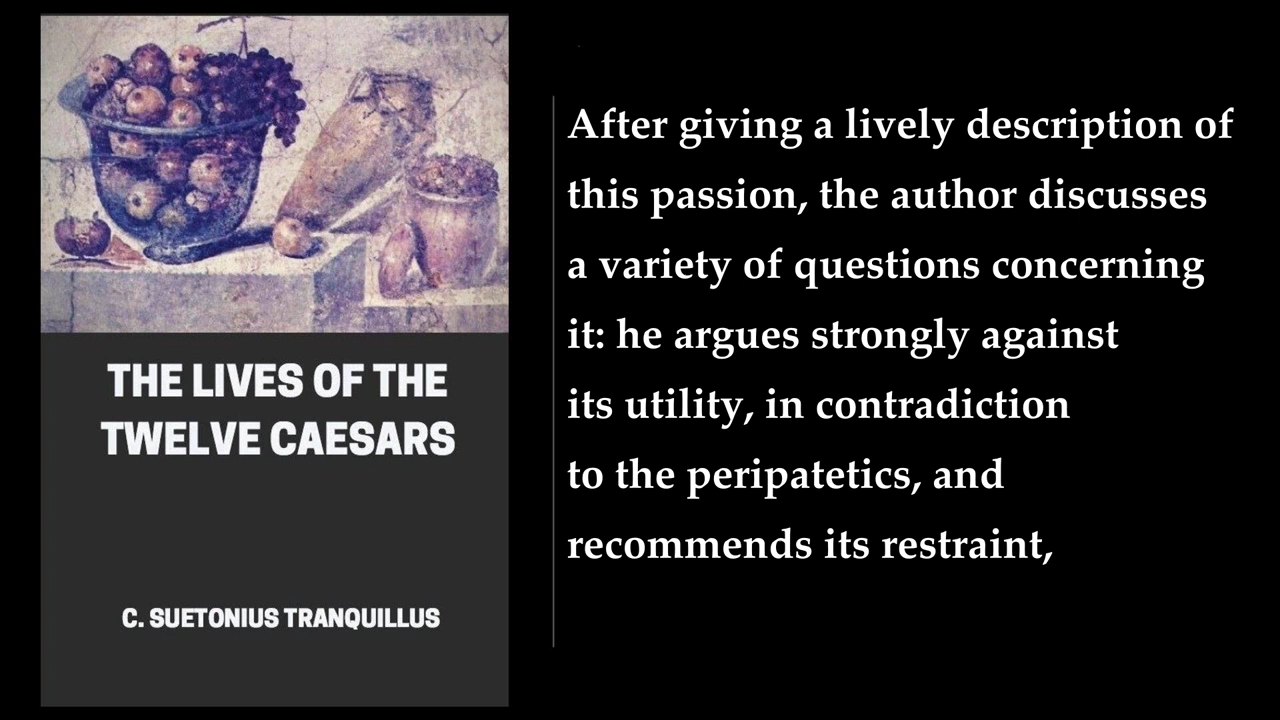 THE LIVES OF THE
TWELVE CAESARS
C. SUETONIUS TRANQUILLUS
After giving a lively description of
this passion, the author discusses
a variety of questions concerning
it: he argues strongly against
its utility, in contradiction
to the peripatetics, and
recommends its restraint,